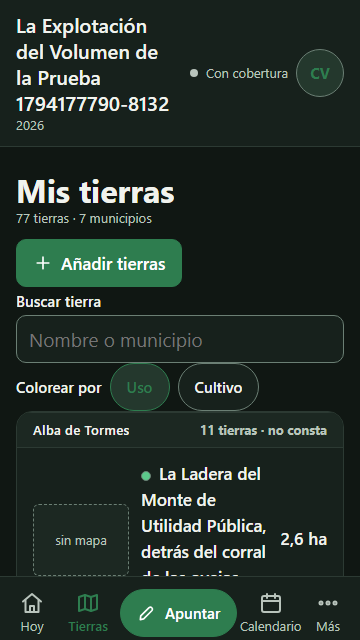 La Explotación
del Volumen de
la Prueba
1794177790-8132
2026
Con cobertura
CV
Mis tierras
77 tierras · 7 municipios
Añadir tierras
Buscar tierra
Nombre o municipio
Colorear por
Uso
Cultivo
Alba de Tormes
11 tierras · no consta
sin mapa
La Ladera del
Monte de
Utilidad Pública,
detrás del corral
2,6 ha
Hoy
Tierras
Apuntar
Calendario
Más